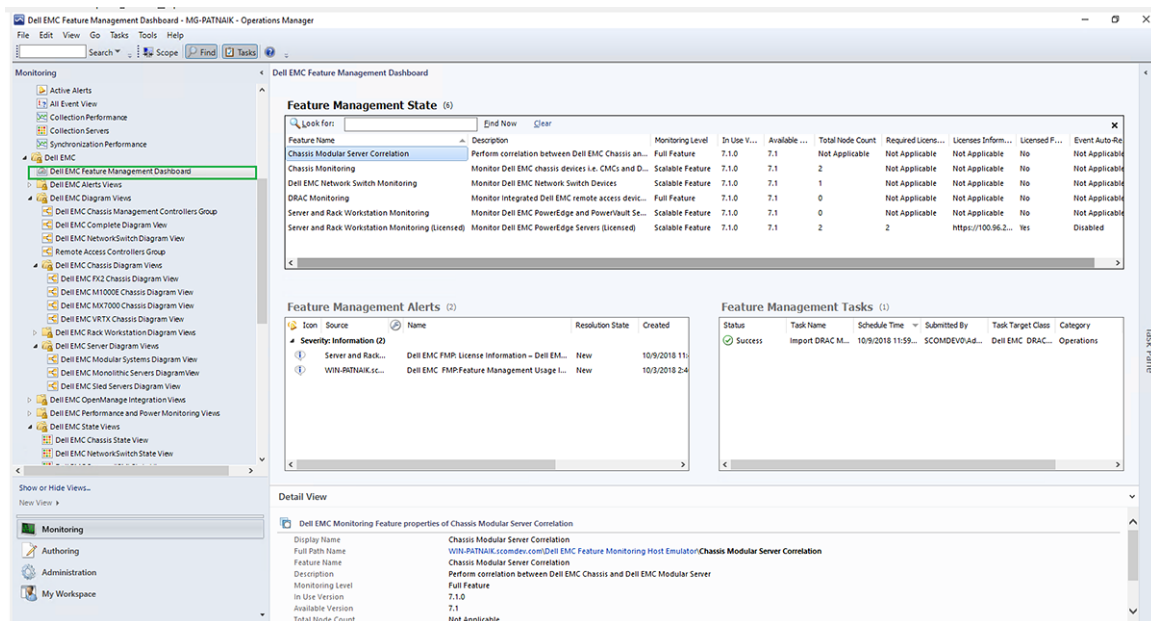 Dell EMC Feature Management Dashboard - MG-PATNAIK - Operations Manager
File Edit View Go Tasks Tools Help
Search Scope Find Tasks
Monitoring
Active Alerts
All Event View
Collection Performance
Collection Servers
Synchronization Performance
Dell EMC
Dell EMC Feature Management Dashboard
Dell EMC Alerts Views
Dell EMC Diagram Views
Dell EMC Chassis Management Controllers Group
Dell EMC Complete Diagram View
Dell EMC NetworkSwitch Diagram View
Remote Access Controllers Group
Dell EMC Chassis Diagram Views
Dell EMC FX2 Chassis Diagram View
Dell EMC M1000E Chassis Diagram View
Dell EMC MX7000 Chassis Diagram View
Dell EMC VRTX Chassis Diagram View
Dell EMC Rack Workstation Diagram Views
Dell EMC Server Diagram Views
Dell EMC Modular Systems Diagram View
Dell EMC Monolithic Servers DiagramView
Dell EMC Sled Servers Diagram View
Dell EMC OpenManage Integration Views
Dell EMC Performance and Power Monitoring Views
Dell EMC State Views
Dell EMC Chassis State View
Dell EMC NetworkSwitch State View
Show or Hide Views...
New View
Monitoring
Authoring
Administration
My Workspace
Dell EMC Feature Management Dashboard
Feature Management State (6)
Look for: Find Now Clear
Feature Name Description Monitoring Level In Use V... Available ... Total Node Count Required Licens... Licenses Inform... Licensed F... Event Auto-Re
Chassis Modular Server Correlation Perform correlation between Dell EMC Chassis an... Full Feature 7.1.0 7.1 Not Applicable Not Applicable Not Applicable No Not Applicable
Chassis Monitoring Monitor Dell EMC chassis devices i.e. CMCs and D... Scalable Feature 7.1.0 7.1 2 Not Applicable Not Applicable No Not Applicable
Dell EMC Network Switch Monitoring Monitor Dell EMC Network Switch Devices Scalable Feature 7.1.0 7.1 1 Not Applicable Not Applicable No Not Applicable
DRAC Monitoring Monitor Integrated Dell EMC remote access devic... Scalable Feature 7.1.0 7.1 0 Not Applicable Not Applicable No Not Applicable
Server and Rack Workstation Monitoring Monitor Dell EMC PowerEdge and PowerVault Se... Scalable Feature 7.1.0 7.1 0 Not Applicable Not Applicable No Not Applicable
Server and Rack Workstation Monitoring (Licensed) Monitor Dell EMC PowerEdge Servers (Licensed) Scalable Feature 7.1.0 7.1 2 2 https://100.96.2... Yes Disabled
Feature Management Alerts (2)
Icon Source Name Resolution State Created
Severity: Information (2)
Server and Rack... Dell EMC FMP: License Information – Dell EM... New 10/9/2018 11:
WIN-PATNAIK.sc... Dell EMC FMP:Feature Management Usage I... New 10/3/2018 2:4
Feature Management Tasks (1)
Status Task Name Schedule Time Submitted By Task Target Class Category
Success Import DRAC M... 10/9/2018 11:59... SCOMDEV0\Ad... Dell EMC DRAC... Operations
Task Pane
Detail View
Dell EMC Monitoring Feature properties of Chassis Modular Server Correlation
Display Name Chassis Modular Server Correlation
Full Path Name WIN-PATNAIK.scomdev.com\Dell EMC Feature Monitoring Host Emulator\Chassis Modular Server Correlation
Feature Name Chassis Modular Server Correlation
Description Perform correlation between Dell EMC Chassis and Dell EMC Modular Server
Monitoring Level Full Feature
In Use Version 7.1.0
Available Version 7.1
Total Node Count Not Applicable